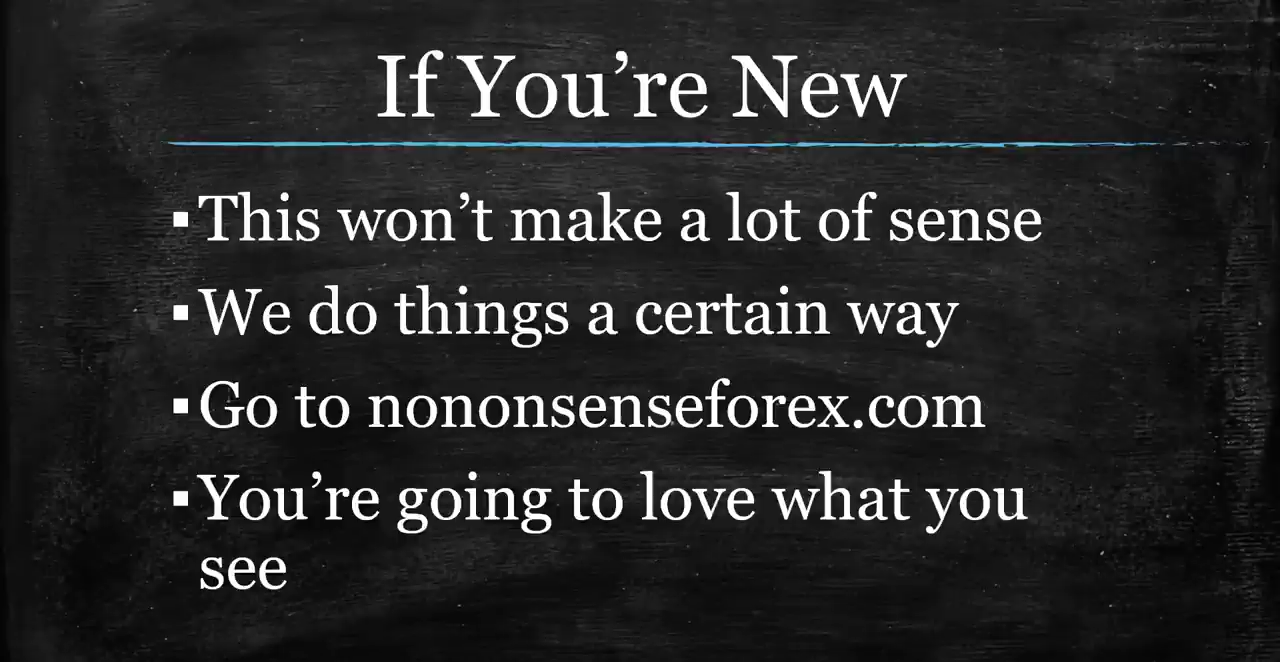 If You’re New
▪ This won’t make a lot of sense
▪ We do things a certain way
▪ Go to nononsenseforex.com
▪ You’re going to love what you
see